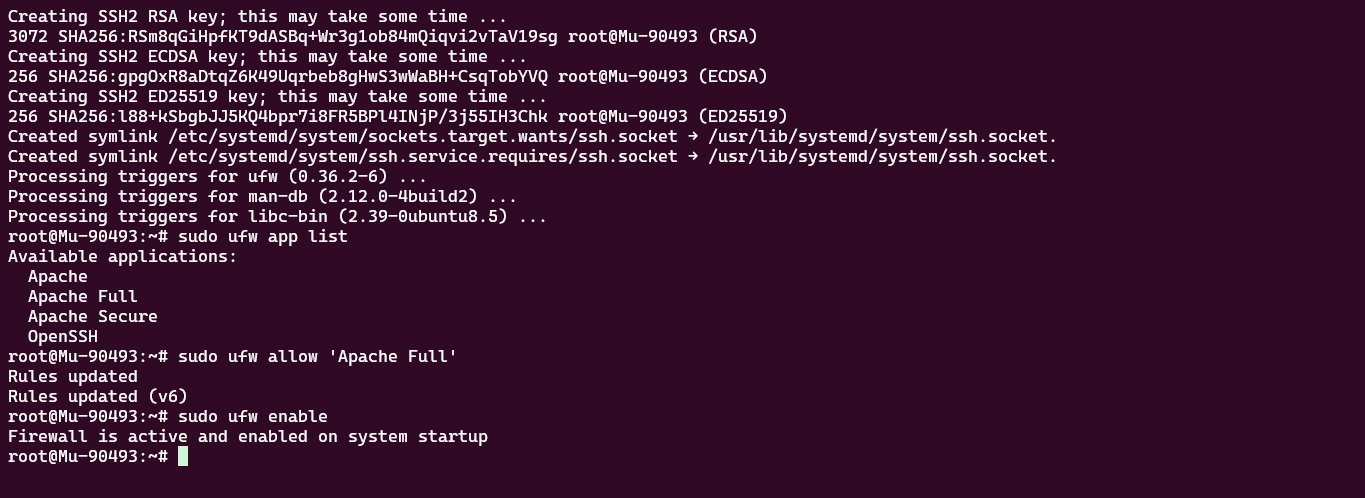 Creating SSH2 RSA key; this may take some time ...
3072 SHA256:RSm8qGiHpfKT9dASBq+Wr3g1ob84mQiqvi2vTaV19sg root@Mu-90493 (RSA)
Creating SSH2 ECDSA key; this may take some time ...
256 SHA256:gpgOxR8aDtqZ6K49Uqrbeb8gHwS3wWaBH+CsqTobYVQ root@Mu-90493 (ECDSA)
Creating SSH2 ED25519 key; this may take some time ...
256 SHA256:l88+kSbgbJJ5KQ4bpr7i8FR5BPl4INjP/3j55IH3Chk root@Mu-90493 (ED25519)
Created symlink /etc/systemd/system/sockets.target.wants/ssh.socket → /usr/lib/systemd/system/ssh.socket.
Created symlink /etc/systemd/system/ssh.service.requires/ssh.socket → /usr/lib/systemd/system/ssh.socket.
Processing triggers for ufw (0.36.2-6) ...
Processing triggers for man-db (2.12.0-4build2) ...
Processing triggers for libc-bin (2.39-0ubuntu8.5) ...
root@Mu-90493:~# sudo ufw app list
Available applications:
  Apache
  Apache Full
  Apache Secure
  OpenSSH
root@Mu-90493:~# sudo ufw allow 'Apache Full'
Rules updated
Rules updated (v6)
root@Mu-90493:~# sudo ufw enable
Firewall is active and enabled on system startup
root@Mu-90493:~#